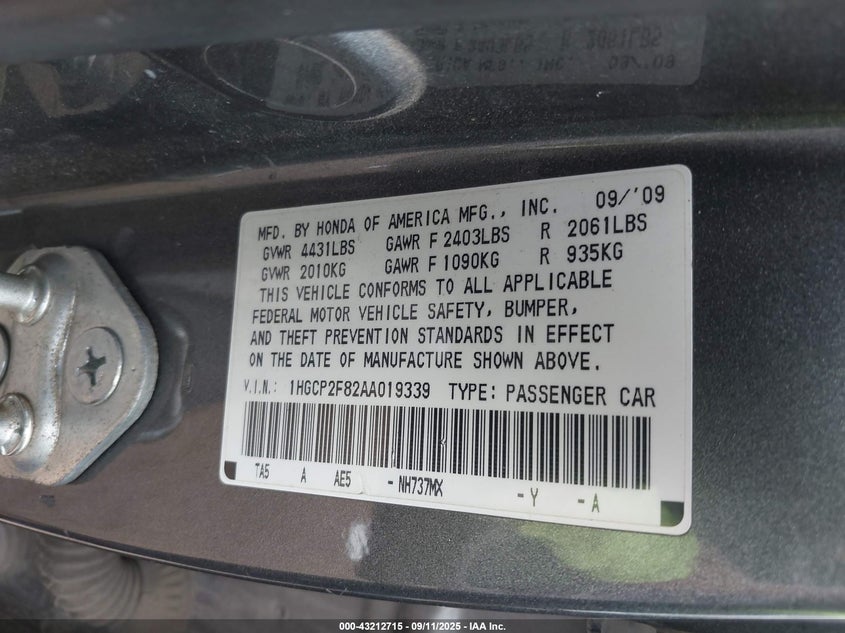 MFD. BY HONDA OF AMERICA MFG., INC. 09/'09
GVWR 4431LBS GAWR F 2403LBS R 2061LBS
GVWR 2010KG GAWR F 1090KG R 935KG
THIS VEHICLE CONFORMS TO ALL APPLICABLE
FEDERAL MOTOR VEHICLE SAFETY, BUMPER,
AND THEFT PREVENTION STANDARDS IN EFFECT
ON THE DATE OF MANUFACTURE SHOWN ABOVE.
V.I.N.: 1HGCP2F82AA019339 TYPE: PASSENGER CAR
TA5 A AE5 - NH737MX - Y - A
000-43212715 - 09/11/2025 - IAA Inc.